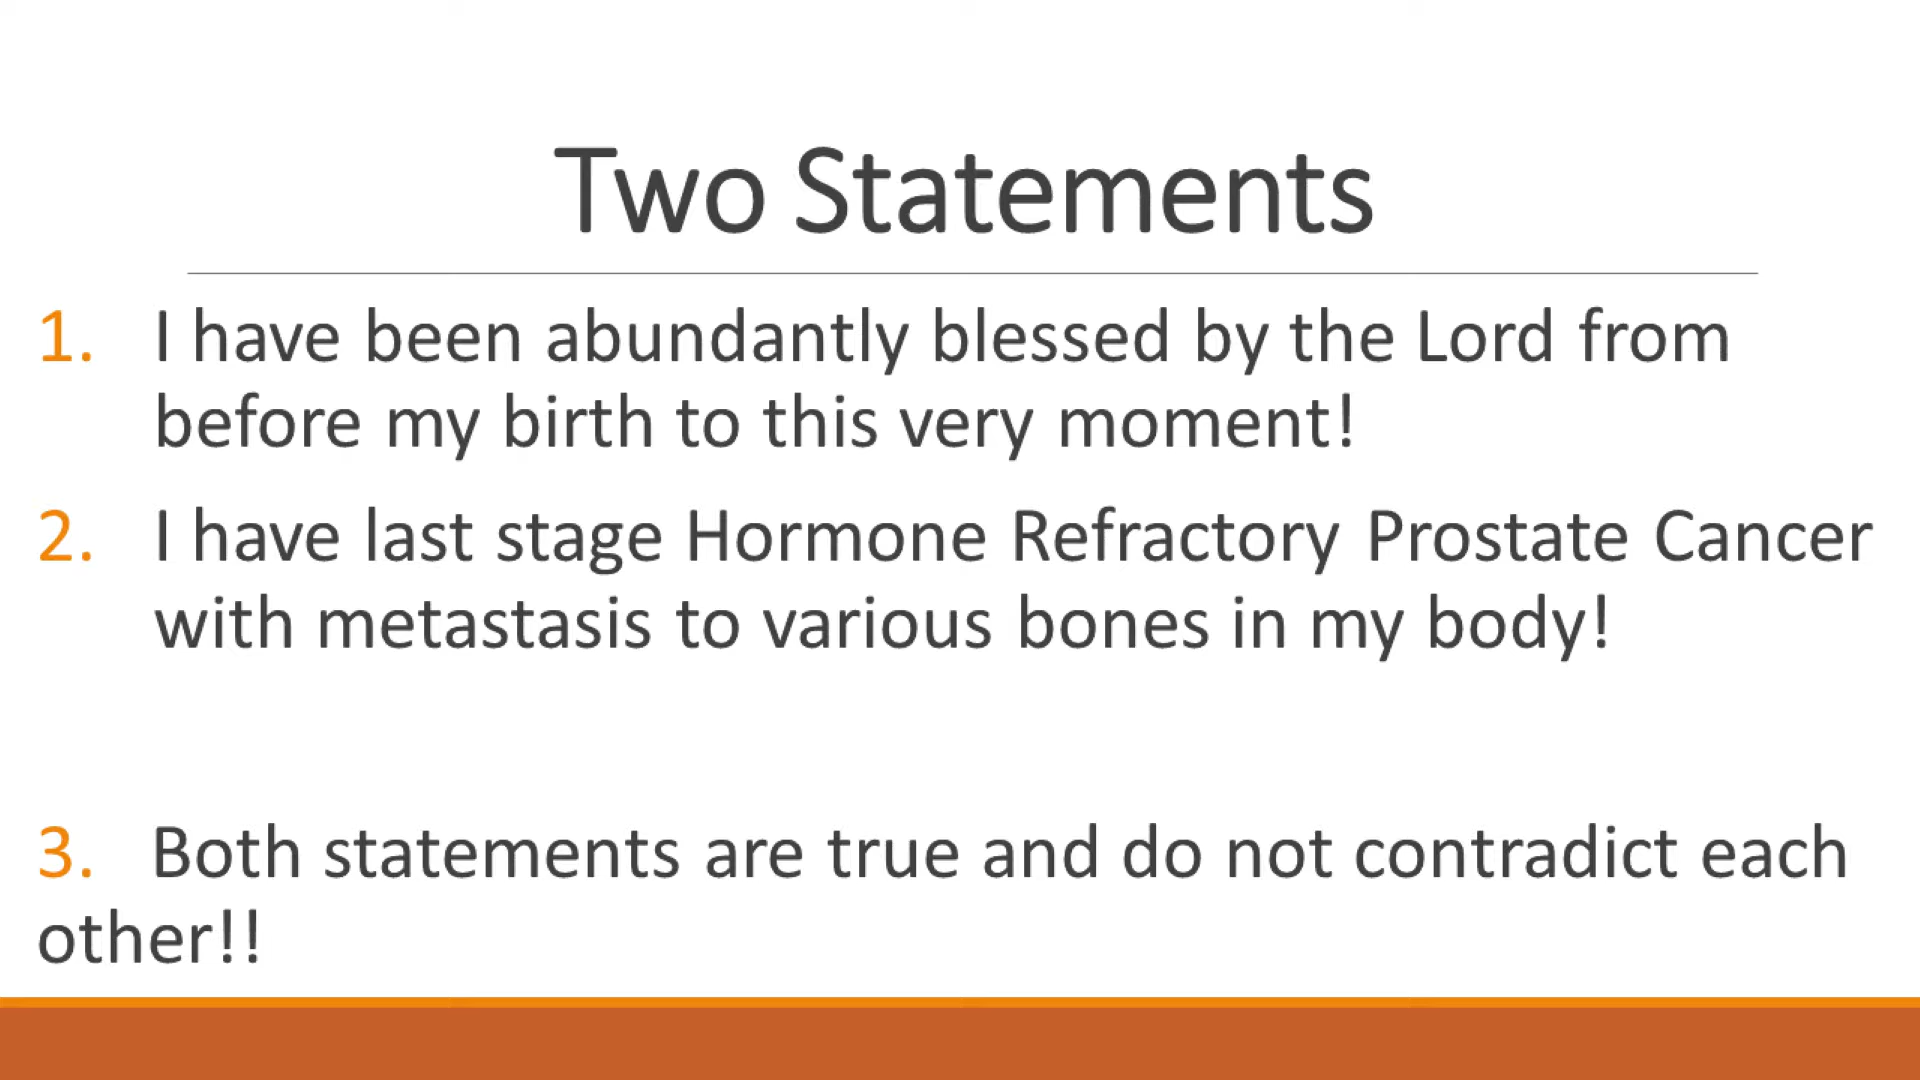 Two Statements
1. I have been abundantly blessed by the Lord from
before my birth to this very moment!
2. I have last stage Hormone Refractory Prostate Cancer
with metastasis to various bones in my body!
3. Both statements are true and do not contradict each
other!!